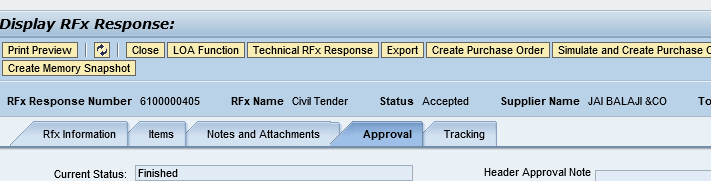 Display RFx Response:
Print Preview Close LOA Function Technical RFx Response Export Create Purchase Order Simulate and Create Purchase
Create Memory Snapshot
RFx Response Number 6100000405 RFx Name Civil Tender Status Accepted Supplier Name JAI BALAJI &CO To
Rfx Information Items Notes and Attachments Approval Tracking
Current Status: Finished Header Approval Note